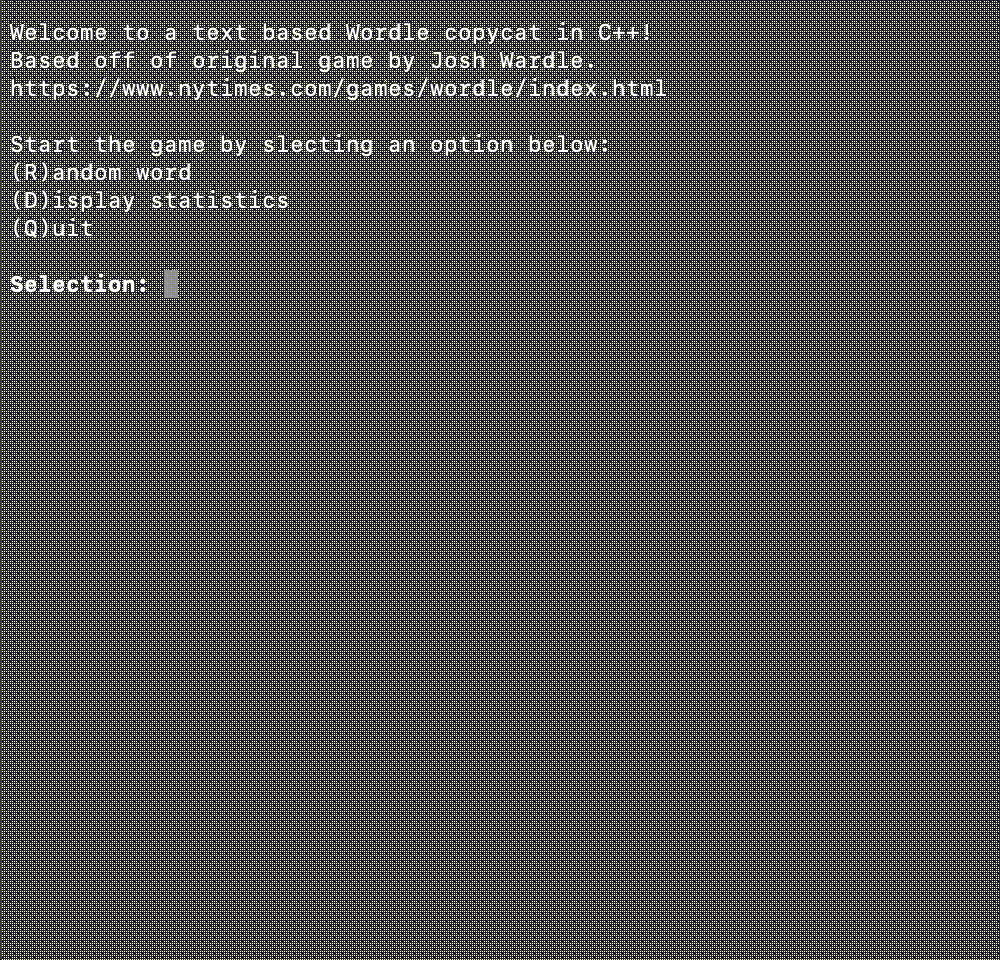 Welcome to a text based Wordle copycat in C++!
Based off of original game by Josh Wardle.
https://www.nytimes.com/games/wordle/index.html
Start the game by slecting an option below:
(R)andom word
(D)isplay statistics
(Q)uit
Selection: